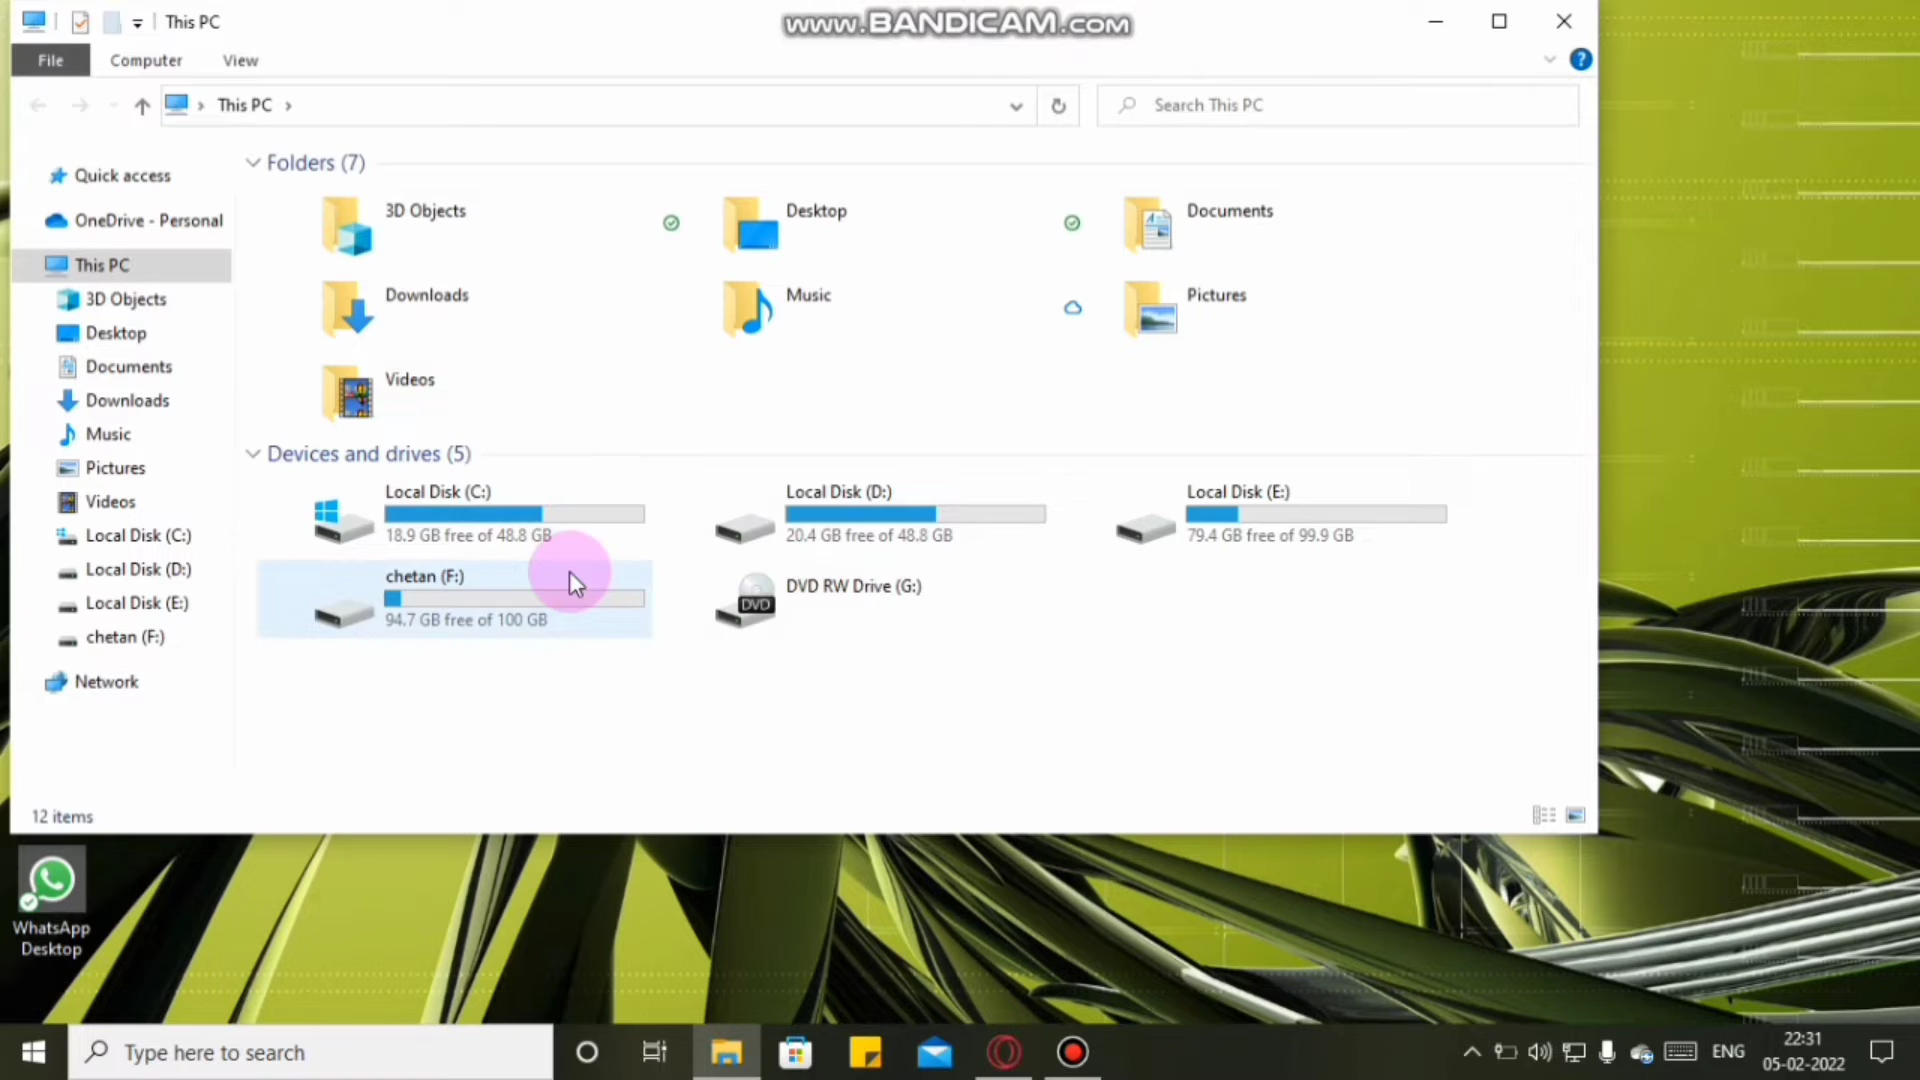 This PC
www.BANDICAM.com
File
Computer
View
?
This PC
Search This PC
Quick access
OneDrive - Personal
This PC
3D Objects
Desktop
Documents
Downloads
Music
Pictures
Videos
Local Disk (C:)
Local Disk (D:)
Local Disk (E:)
chetan (F:)
Network
Folders (7)
3D Objects
Desktop
Documents
Downloads
Music
Pictures
Videos
Devices and drives (5)
Local Disk (C:)
18.9 GB free of 48.8 GB
Local Disk (D:)
20.4 GB free of 48.8 GB
Local Disk (E:)
79.4 GB free of 99.9 GB
chetan (F:)
94.7 GB free of 100 GB
DVD
DVD RW Drive (G:)
12 items
WhatsApp
Desktop
Type here to search
ENG
22:31
05-02-2022